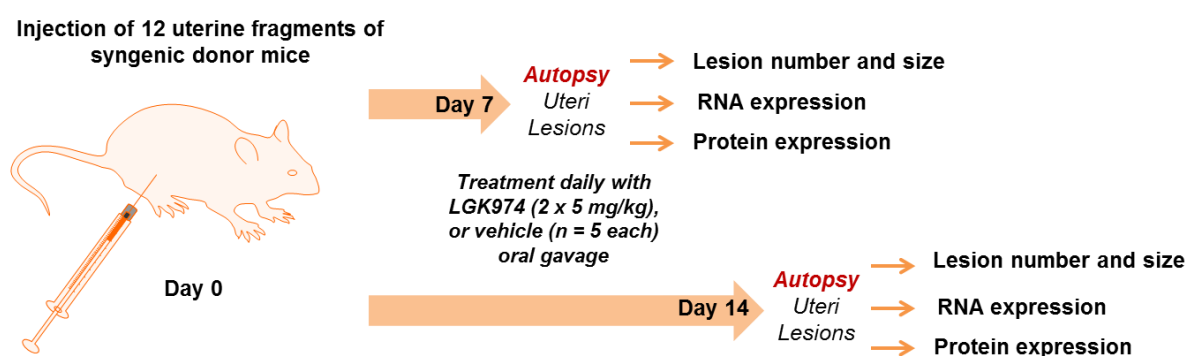 Injection of 12 uterine fragments of
syngenic donor mice
Day 0
Day 7
Autopsy
Uteri
Lesions
Lesion number and size
RNA expression
Protein expression
Treatment daily with
LGK974 (2 x 5 mg/kg),
or vehicle (n = 5 each)
oral gavage
Day 14
Autopsy
Uteri
Lesions
Lesion number and size
RNA expression
Protein expression